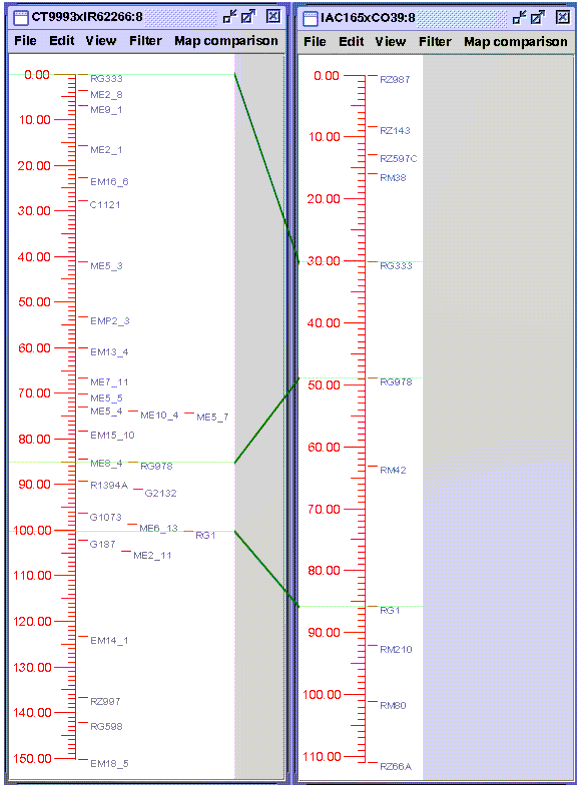 CT9993xIR62266:8
File Edit View Filter Map comparison
0.00 RG333
ME2_8
ME9_1
10.00
ME2_1
20.00
EM16_6
C1121
30.00
40.00
ME5_3
50.00
EMP2_3
EM13_4
60.00
ME7_11
70.00
ME5_5
ME5_4 ME10_4 ME5_7
EM15_10
80.00
ME8_4 RG978
90.00 R1394A
G2132
G1073
ME6_13
100.00 RG1
G187
ME2_11
110.00
120.00
EM14_1
130.00
RZ997
140.00
RG598
150.00 EM18_5
IAC165xCO39:8
File Edit View Filter Map comparison
0.00 RZ987
RZ143
10.00
RZ597C
RM38
20.00
30.00 RG333
40.00
RG978
50.00
60.00
RM42
70.00
80.00
RG1
90.00
RM210
100.00
RM80
110.00
RZ66A